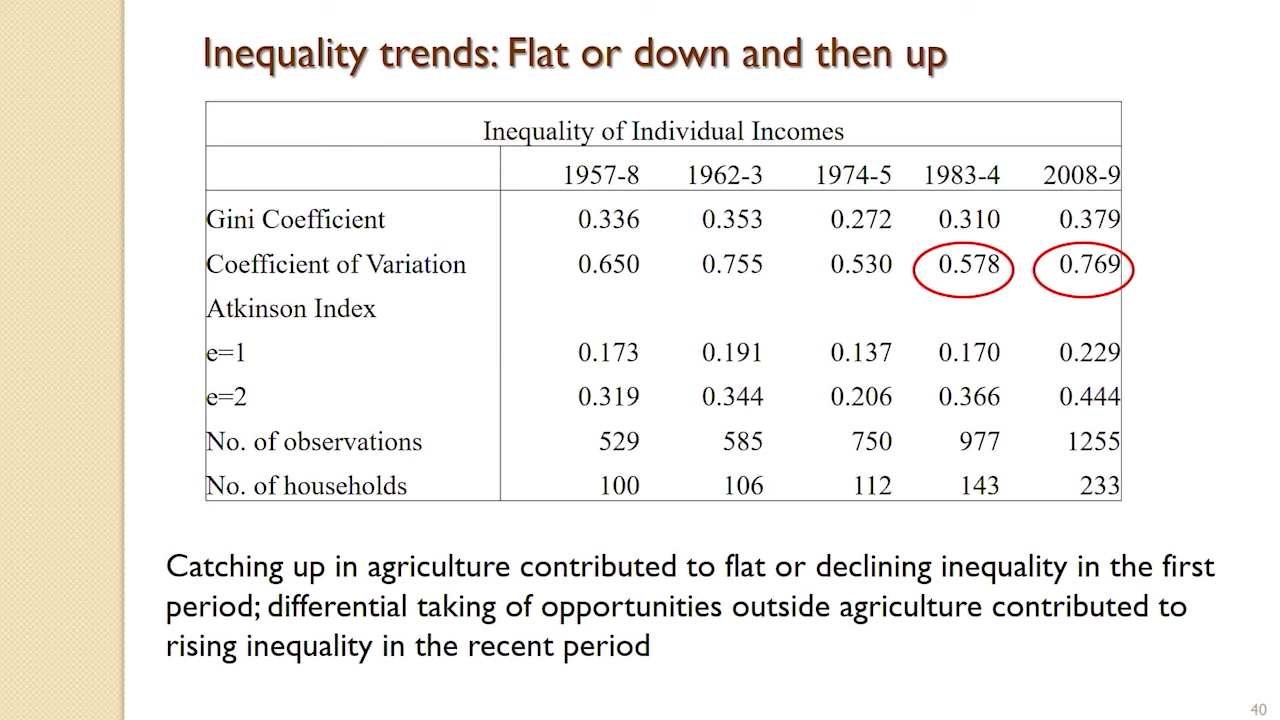 Inequality trends: Flat or down and then up
Inequality of Individual Incomes
1957-8 1962-3 1974-5 1983-4 2008-9
Gini Coefficient 0.336 0.353 0.272 0.310 0.379
Coefficient of Variation 0.650 0.755 0.530 0.578 0.769
Atkinson Index
e=1 0.173 0.191 0.137 0.170 0.229
e=2 0.319 0.344 0.206 0.366 0.444
No. of observations 529 585 750 977 1255
No. of households 100 106 112 143 233
Catching up in agriculture contributed to flat or declining inequality in the first
period; differential taking of opportunities outside agriculture contributed to
rising inequality in the recent period
40